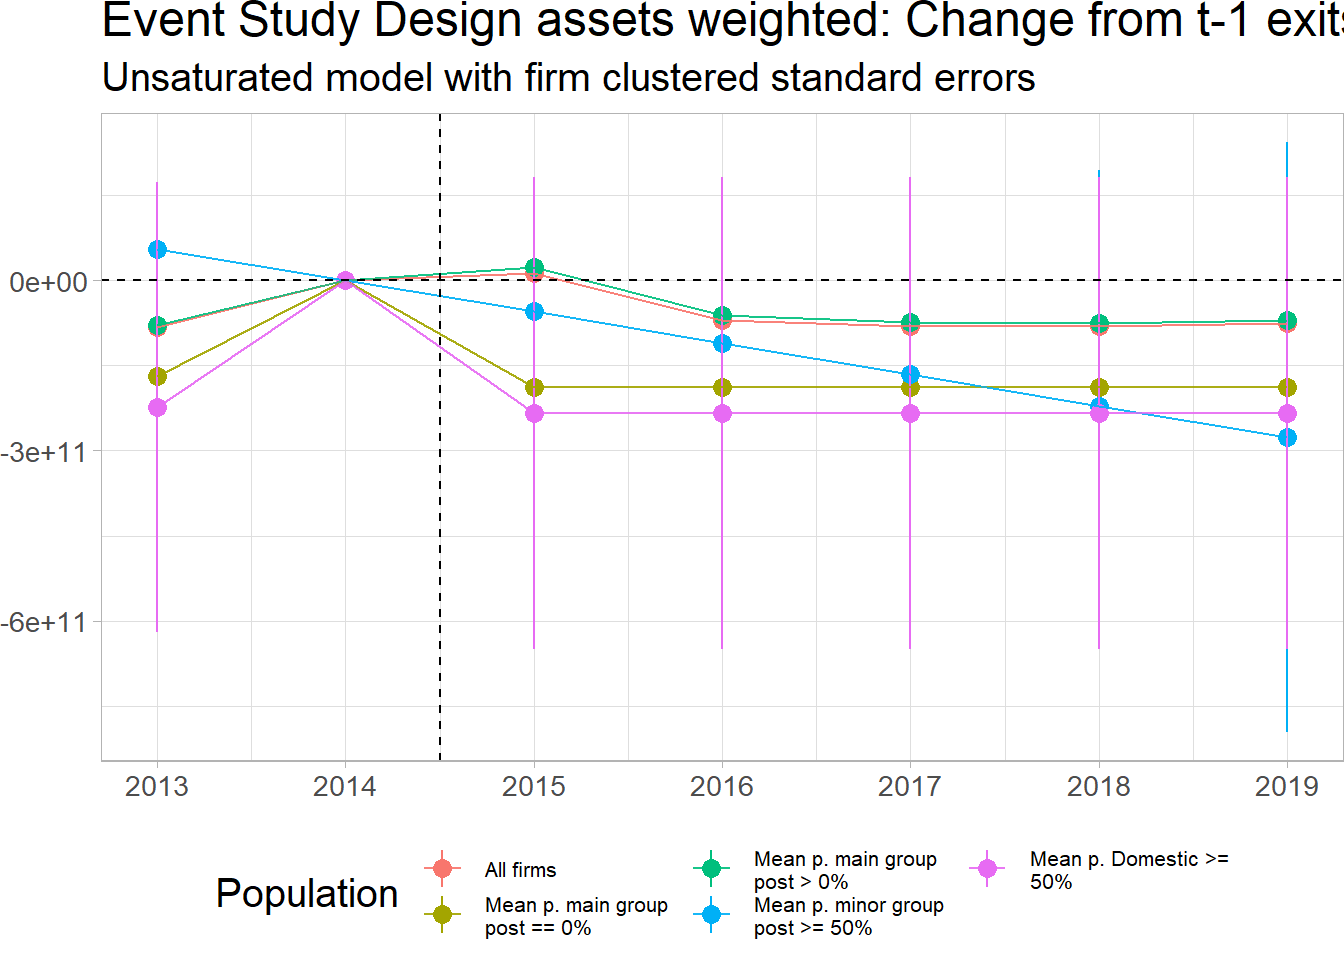 Event Study Design assets weighted: Change from t-1 exits
Unsaturated model with firm clustered standard errors
0e+00
-3e+11
-6e+11
2013 2014 2015 2016 2017 2018 2019
Population
All firms
Mean p. main group
post == 0%
Mean p. main group
post > 0%
Mean p. minor group
post >= 50%
Mean p. Domestic >=
50%